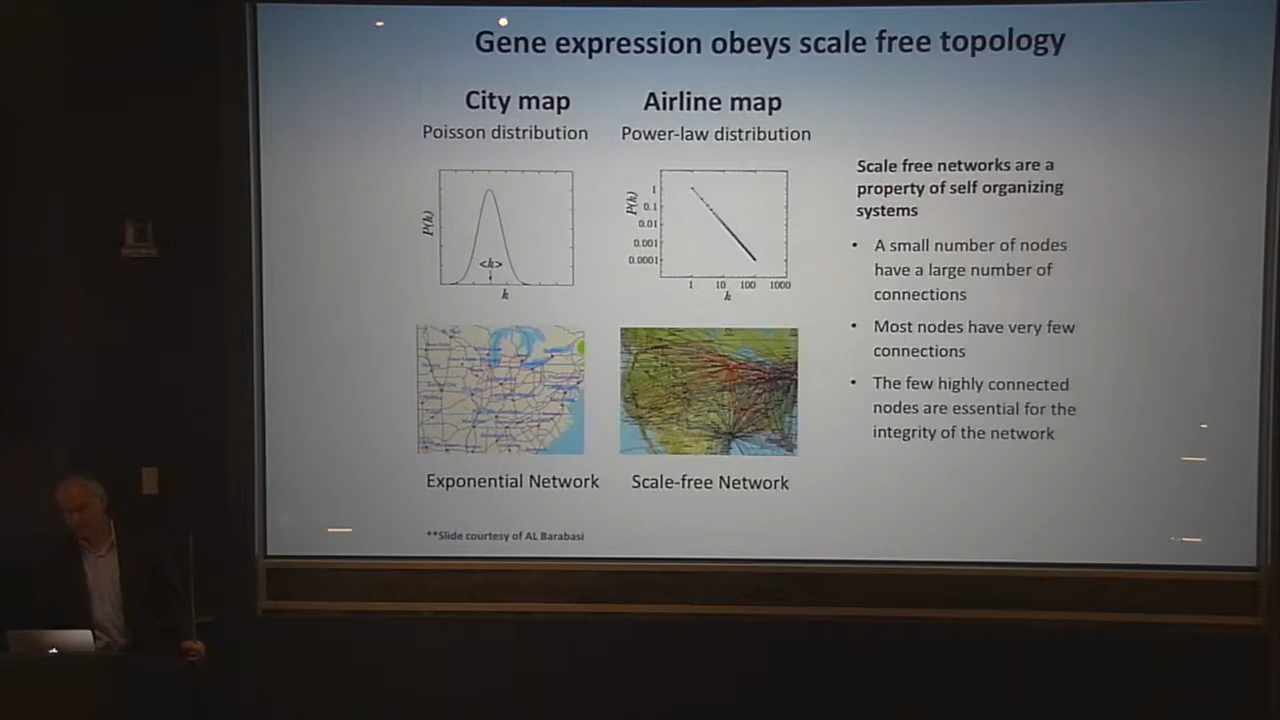 Gene expression obeys scale free topology
City map
Poisson distribution
P(k)
<k>
k
Exponential Network
Airline map
Power-law distribution
P(k)
1
0.1
0.01
0.001
0.0001
1 10 100 1000
k
Scale-free Network
Scale free networks are a
property of self organizing
systems
• A small number of nodes
have a large number of
connections
• Most nodes have very few
connections
• The few highly connected
nodes are essential for the
integrity of the network
**Slide courtesy of AL Barabasi